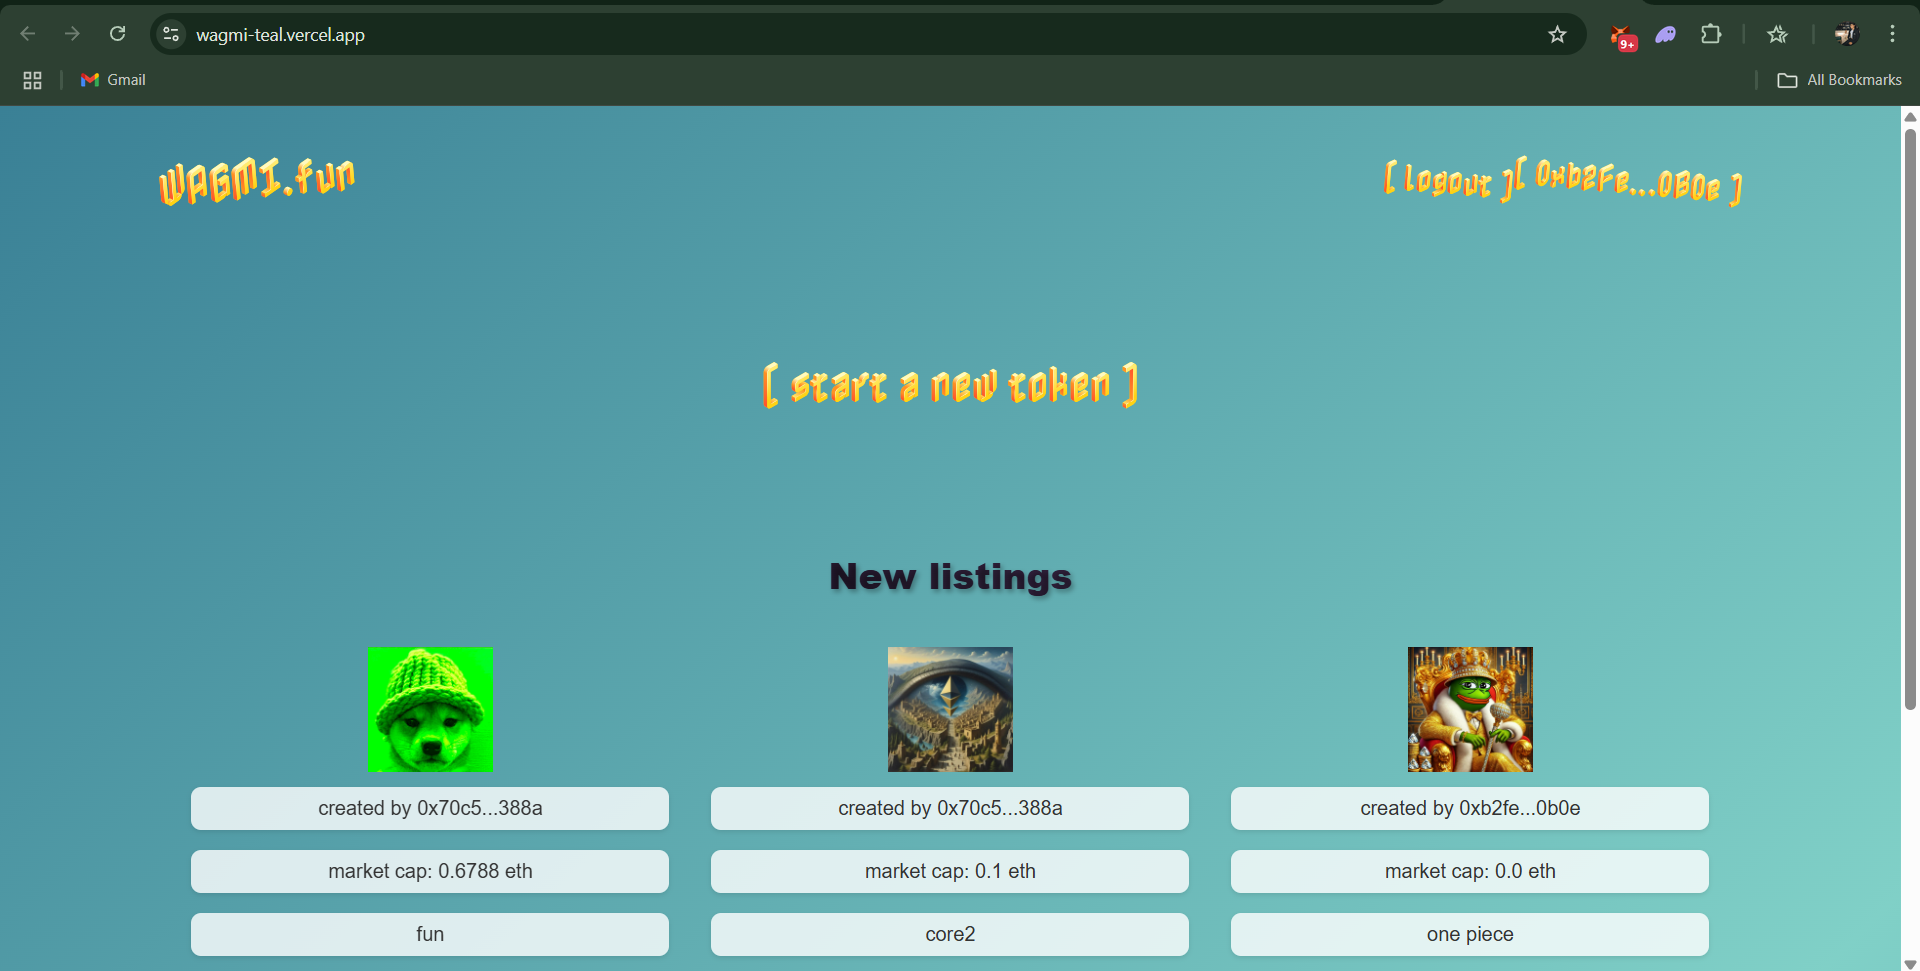 wagmi-teal.vercel.app
9+
Gmail
All Bookmarks
WAGMI.fun
[ logout ][ 0xb2Fe...0B0e ]
[ start a new token ]
New listings
created by 0x70c5...388a
created by 0x70c5...388a
created by 0xb2fe...0b0e
market cap: 0.6788 eth
market cap: 0.1 eth
market cap: 0.0 eth
fun
core2
one piece